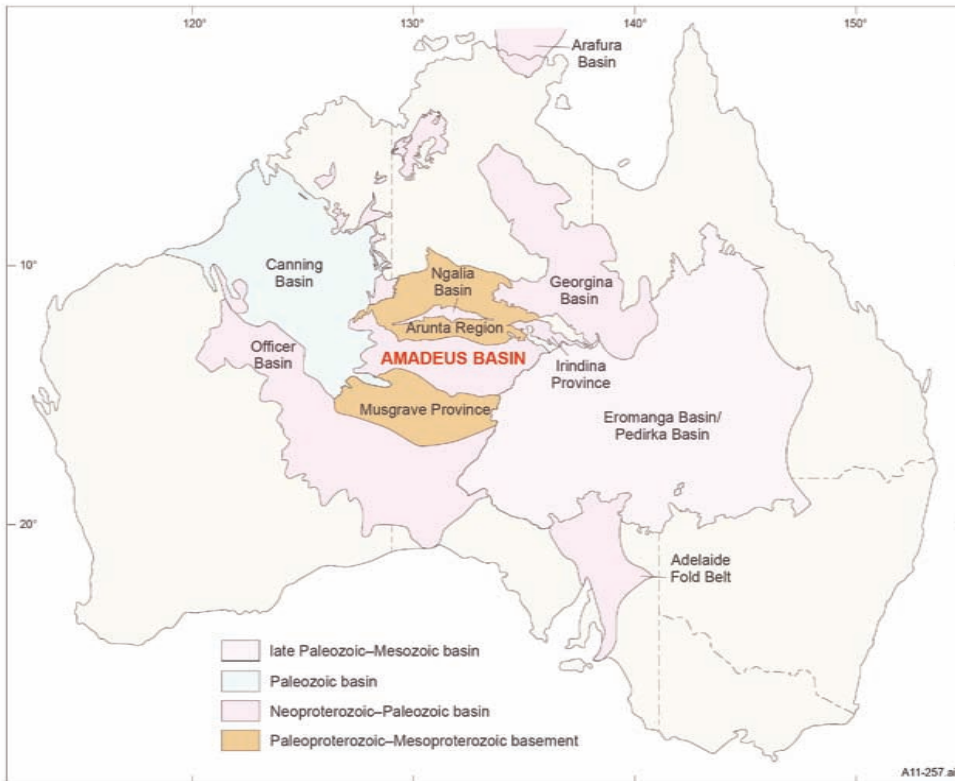 120°
130°
140°
150°
Arafura
Basin
10°
Canning
Basin
Ngalia
Basin
Georgina
Basin
Arunta Region
Officer
Basin
AMADEUS BASIN
Irindina
Province
Musgrave Province
Eromanga Basin/
Pedirka Basin
20°
Adelaide
Fold Belt
late Paleozoic–Mesozoic basin
Paleozoic basin
Neoproterozoic–Paleozoic basin
Paleoproterozoic–Mesoproterozoic basement
A11-257.ai